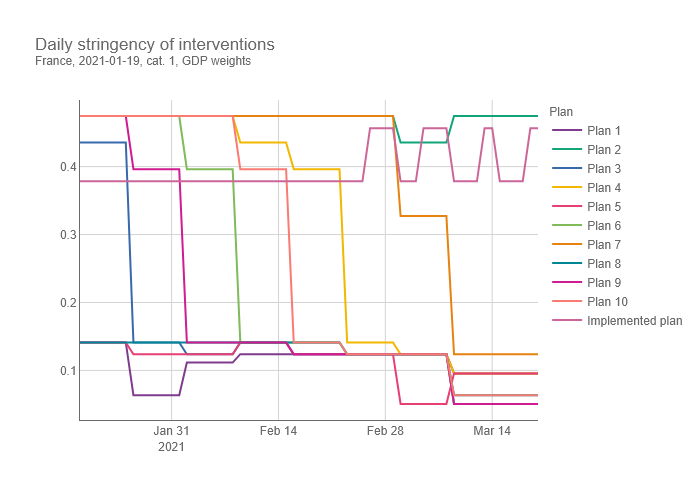 Daily stringency of interventions
France, 2021-01-19, cat. 1, GDP weights
Plan
Plan 1
Plan 2
Plan 3
Plan 4
Plan 5
Plan 6
Plan 7
Plan 8
Plan 9
Plan 10
Implemented plan
0.4
0.3
0.2
0.1
Jan 31
2021
Feb 14
Feb 28
Mar 14